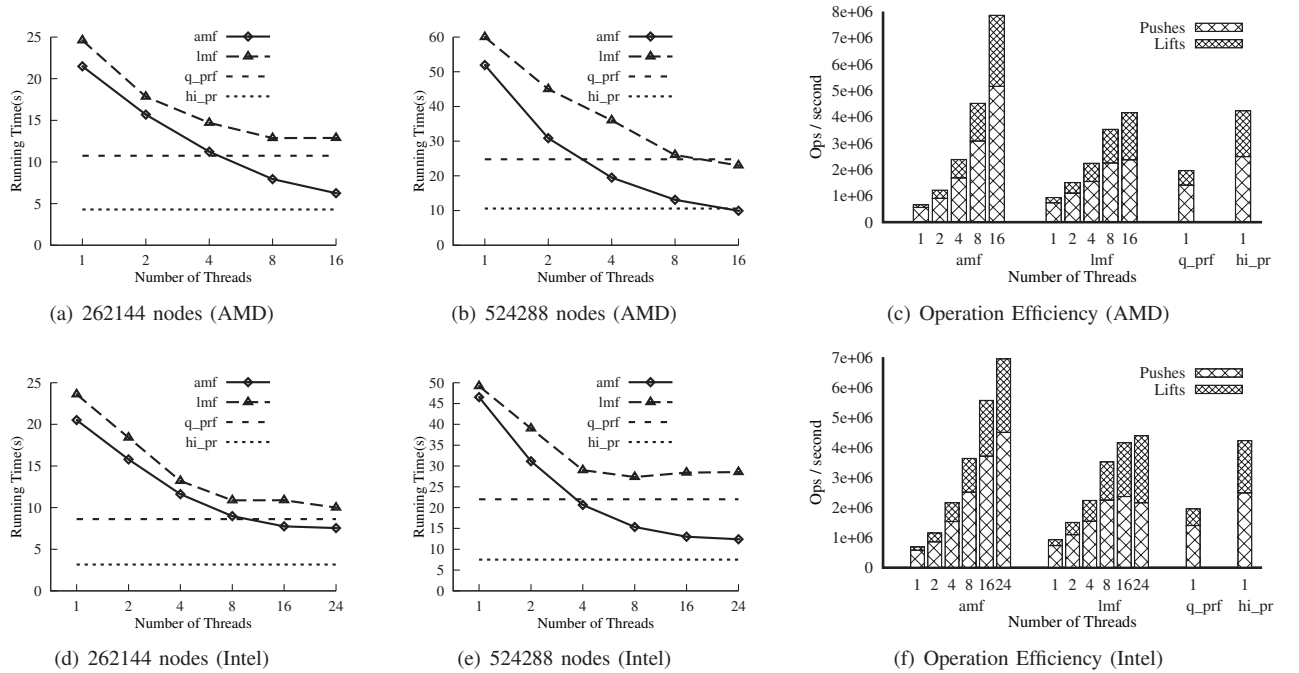 25
20
15
10
5
0
Running Time(s)
1 2 4 8 16
Number of Threads
amf
lmf
q_prf
hi_pr
(a) 262144 nodes (AMD)
60
50
40
30
20
10
0
Running Time(s)
1 2 4 8 16
Number of Threads
amf
lmf
q_prf
hi_pr
(b) 524288 nodes (AMD)
8e+06
7e+06
6e+06
5e+06
4e+06
3e+06
2e+06
1e+06
0
Ops / second
Pushes
Lifts
1 2 4 8 16 1 2 4 8 16 1 1
amf lmf q_prf hi_pr
Number of Threads
(c) Operation Efficiency (AMD)
25
20
15
10
5
0
Running Time(s)
1 2 4 8 16 24
Number of Threads
amf
lmf
q_prf
hi_pr
(d) 262144 nodes (Intel)
50
45
40
35
30
25
20
15
10
5
0
Running Time(s)
1 2 4 8 16 24
Number of Threads
amf
lmf
q_prf
hi_pr
(e) 524288 nodes (Intel)
7e+06
6e+06
5e+06
4e+06
3e+06
2e+06
1e+06
0
Ops / second
Pushes
Lifts
1 2 4 8 16 24 1 2 4 8 16 24 1 1
amf lmf q_prf hi_pr
Number of Threads
(f) Operation Efficiency (Intel)